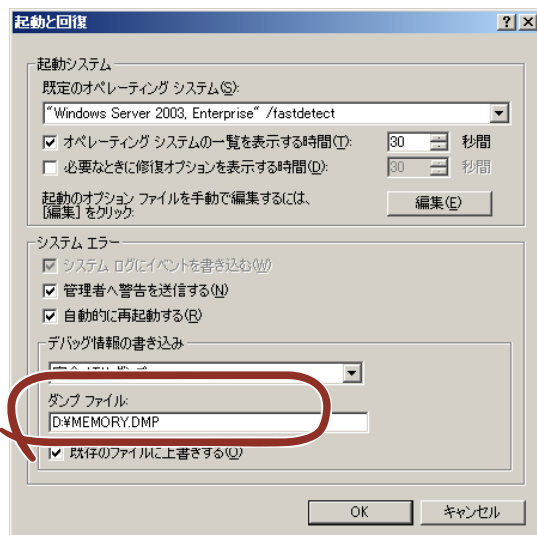 起動と回復
起動システム
既定のオペレーティング システム(S):
"Windows Server 2003, Enterprise" /fastdetect
オペレーティング システムの一覧を表示する時間(T): 30 秒間
必要なときに修復オプションを表示する時間(D): 30 秒間
起動のオプション ファイルを手動で編集するには、
[編集] をクリック:
編集(E)
システム エラー
システム ログにイベントを書き込む(W)
管理者へ警告を送信する(N)
自動的に再起動する(R)
デバッグ情報の書き込み
ダンプ ファイル:
D:¥MEMORY.DMP
既存のファイルに上書きする(O)
OK キャンセル